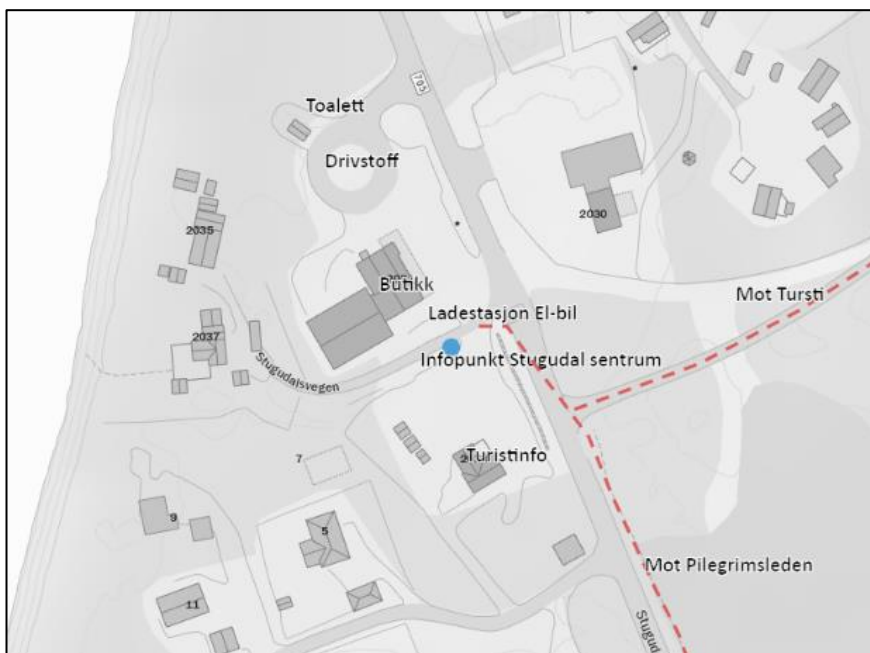 705
Toalett
Drivstoff
2035
2030
Butikk
Mot Tursti
Ladestasjon El-bil
2037
Infopunkt Stugudal sentrum
Stugudalsvegen
Turistinfo
7
9
5
Mot Pilegrimsleden
11
Stugud